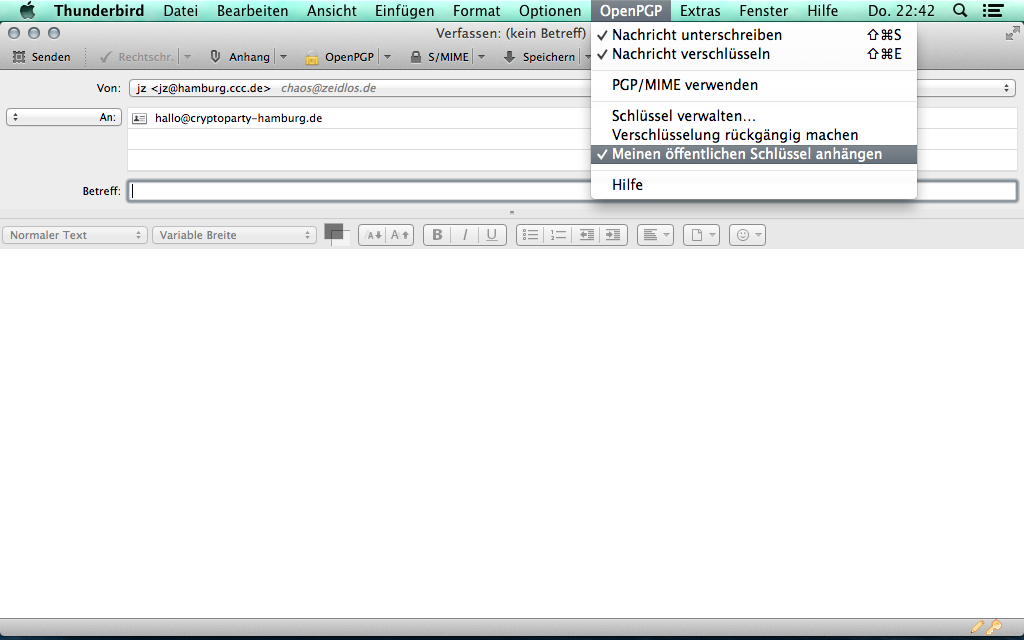 Thunderbird Datei Bearbeiten Ansicht Einfügen Format Optionen OpenPGP Extras Fenster Hilfe Do. 22:42
Verfassen: (kein Betreff)
Senden Rechtschr. Anhang OpenPGP S/MIME Speichern
Nachricht unterschreiben ⇧⌘S
Nachricht verschlüsseln ⇧⌘E
PGP/MIME verwenden
Schlüssel verwalten...
Verschlüsselung rückgängig machen
Meinen öffentlichen Schlüssel anhängen
Hilfe
Von: jz <jz@hamburg.ccc.de> chaos@zeidlos.de
An: hallo@cryptoparty-hamburg.de
Betreff:
Normaler Text Variable Breite A A B I U